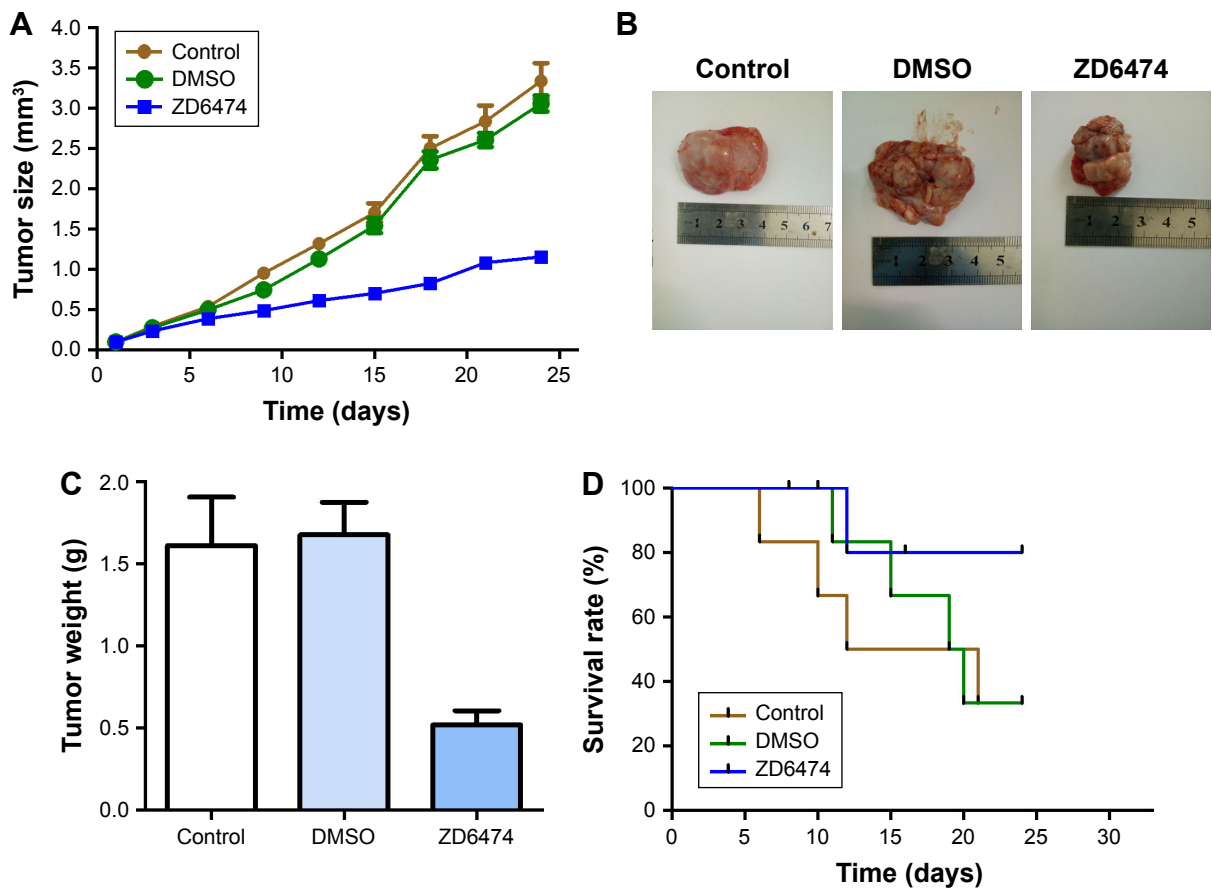 A
Tumor size (mm³)
4.0
3.5
3.0
2.5
2.0
1.5
1.0
0.5
0.0
Control
DMSO
ZD6474
0 5 10 15 20 25
Time (days)
B
Control DMSO ZD6474
1 2 3 4 5 6 7
1 2 3 4 5
1 2 3 4 5
C
Tumor weight (g)
2.0
1.5
1.0
0.5
0.0
Control DMSO ZD6474
D
Survival rate (%)
100
80
60
40
20
0
Control
DMSO
ZD6474
0 5 10 15 20 25 30
Time (days)